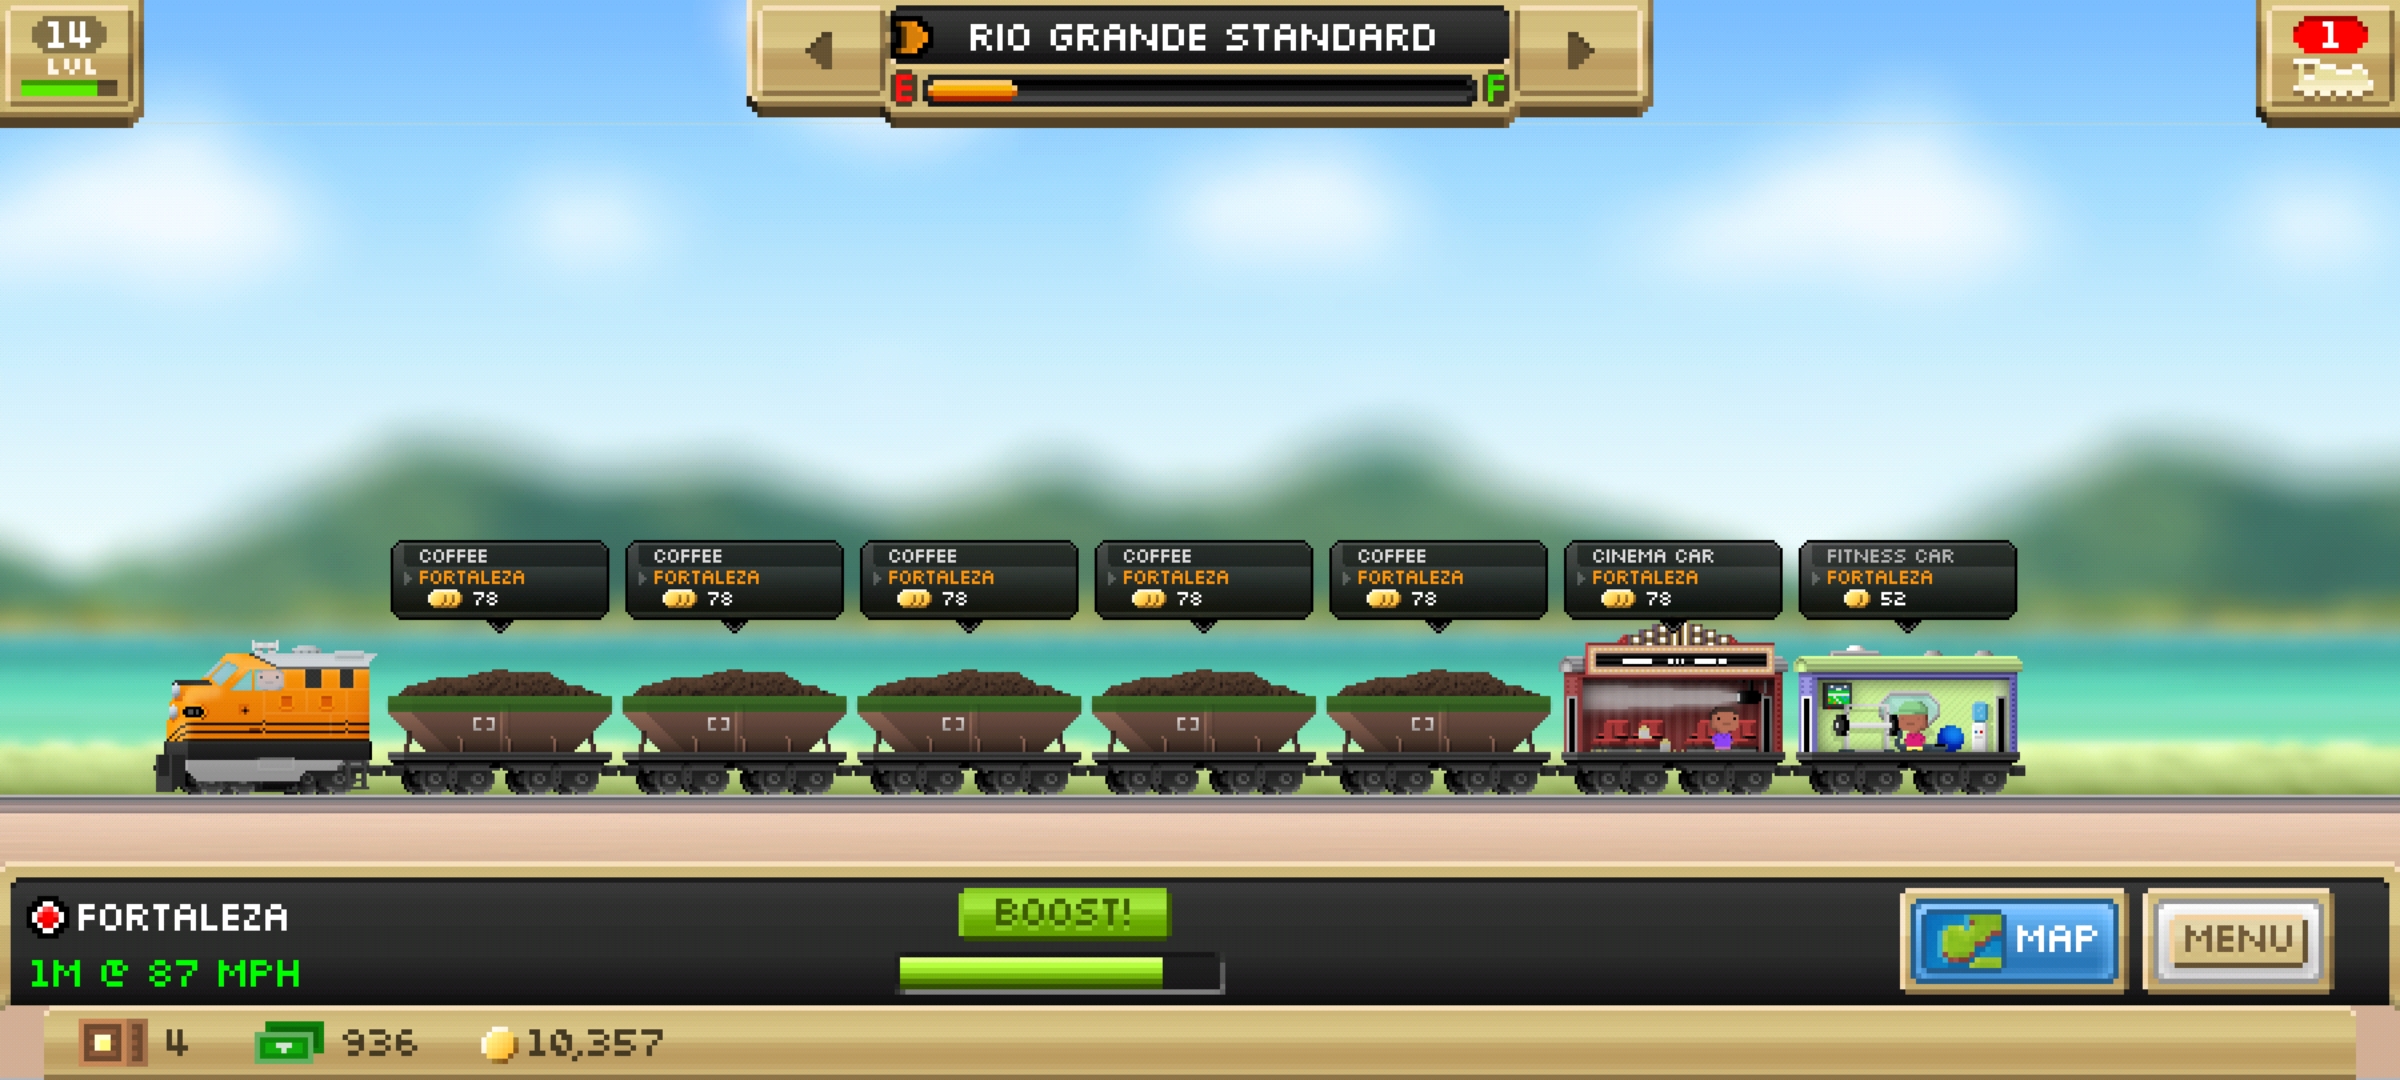 14
LVL
RIO GRANDE STANDARD
E
F
1
COFFEE
FORTALEZA
78
COFFEE
FORTALEZA
78
COFFEE
FORTALEZA
78
COFFEE
FORTALEZA
78
COFFEE
FORTALEZA
78
CINEMA CAR
FORTALEZA
78
FITNESS CAR
FORTALEZA
52
FORTALEZA
1M @ 87 MPH
BOOST!
MAP
MENU
4
936
10,357